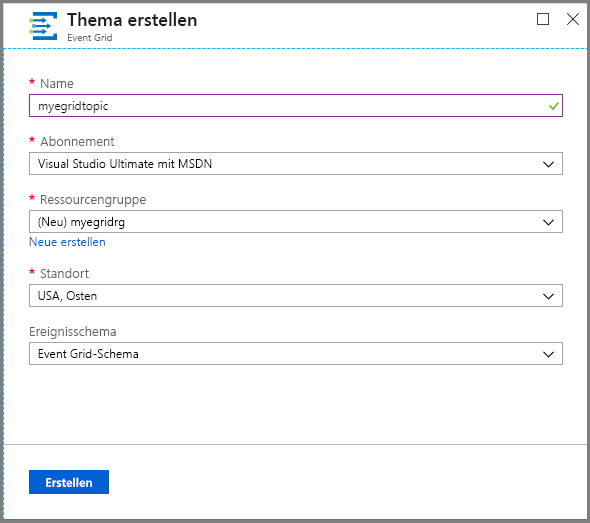 Thema erstellen
Event Grid
* Name
myegridtopic
* Abonnement
Visual Studio Ultimate mit MSDN
* Ressourcengruppe
(Neu) myegridrg
Neue erstellen
* Standort
USA, Osten
Ereignisschema
Event Grid-Schema
Erstellen